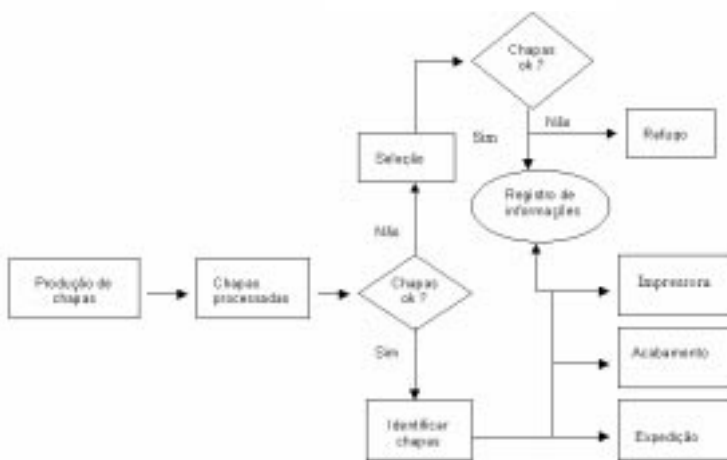 Chapas
ok ?
Sim
Não
Refugo
Seleção
Registro de
informações
Não
Produção de
chapas
Chapas
processadas
Chapas
ok ?
Impressora
Sim
Acabamento
Identificar
chapas
Expedição